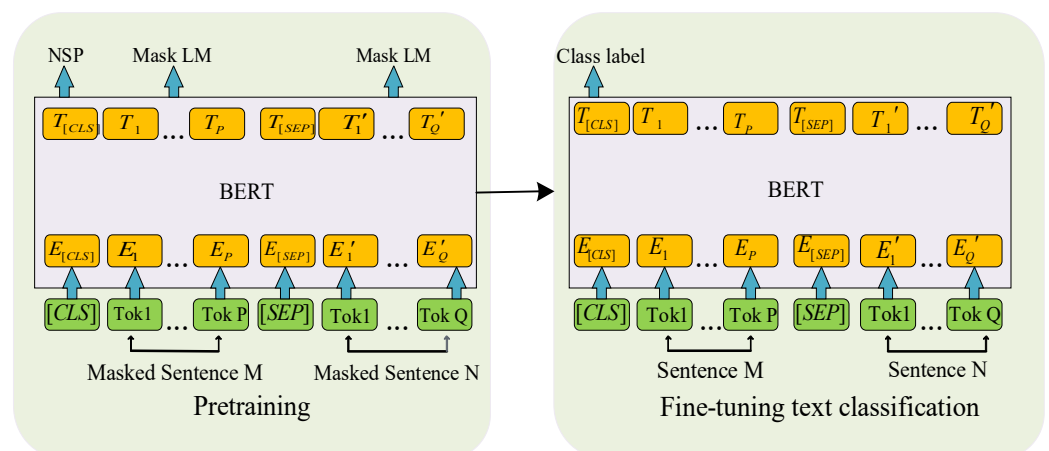 NSP Mask LM Mask LM
T[CLS] T1 ... TP T[SEP] T1′ ... TQ′
BERT
E[CLS] E1 ... EP E[SEP] E1′ ... EQ′
[CLS] Tok1 ... Tok P [SEP] Tok1 ... Tok Q
Masked Sentence M Masked Sentence N
Pretraining
Class label
T[CLS] T1 ... TP T[SEP] T1′ ... TQ′
BERT
E[CLS] E1 ... EP E[SEP] E1′ ... EQ′
[CLS] Tok1 ... Tok P [SEP] Tok1 ... Tok Q
Sentence M Sentence N
Fine-tuning text classification